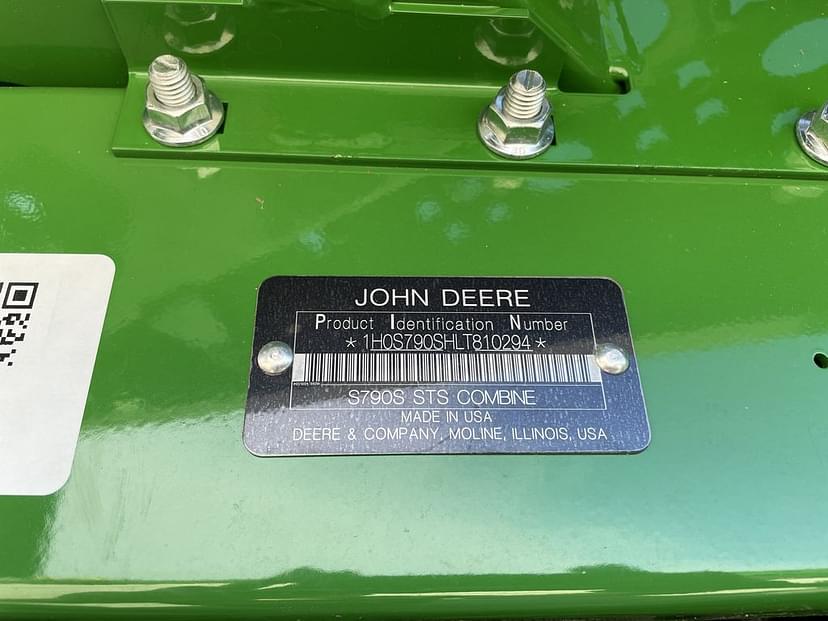 JOHN DEERE
Product Identification Number
*1H0S790SHLT810294*
S790S STS COMBINE
MADE IN USA
DEERE & COMPANY, MOLINE, ILLINOIS, USA